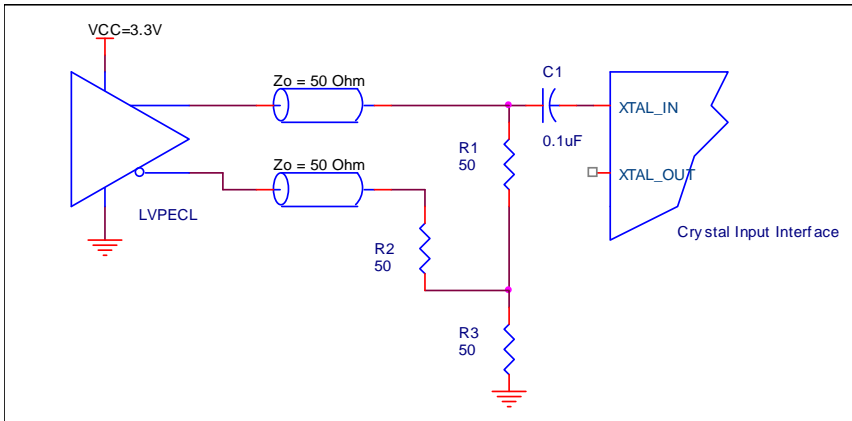 VCC=3.3V
Zo = 50 Ohm
C1
XTAL_IN
R1
50
0.1uF
Zo = 50 Ohm
XTAL_OUT
LVPECL
Crystal Input Interface
R2
50
R3
50